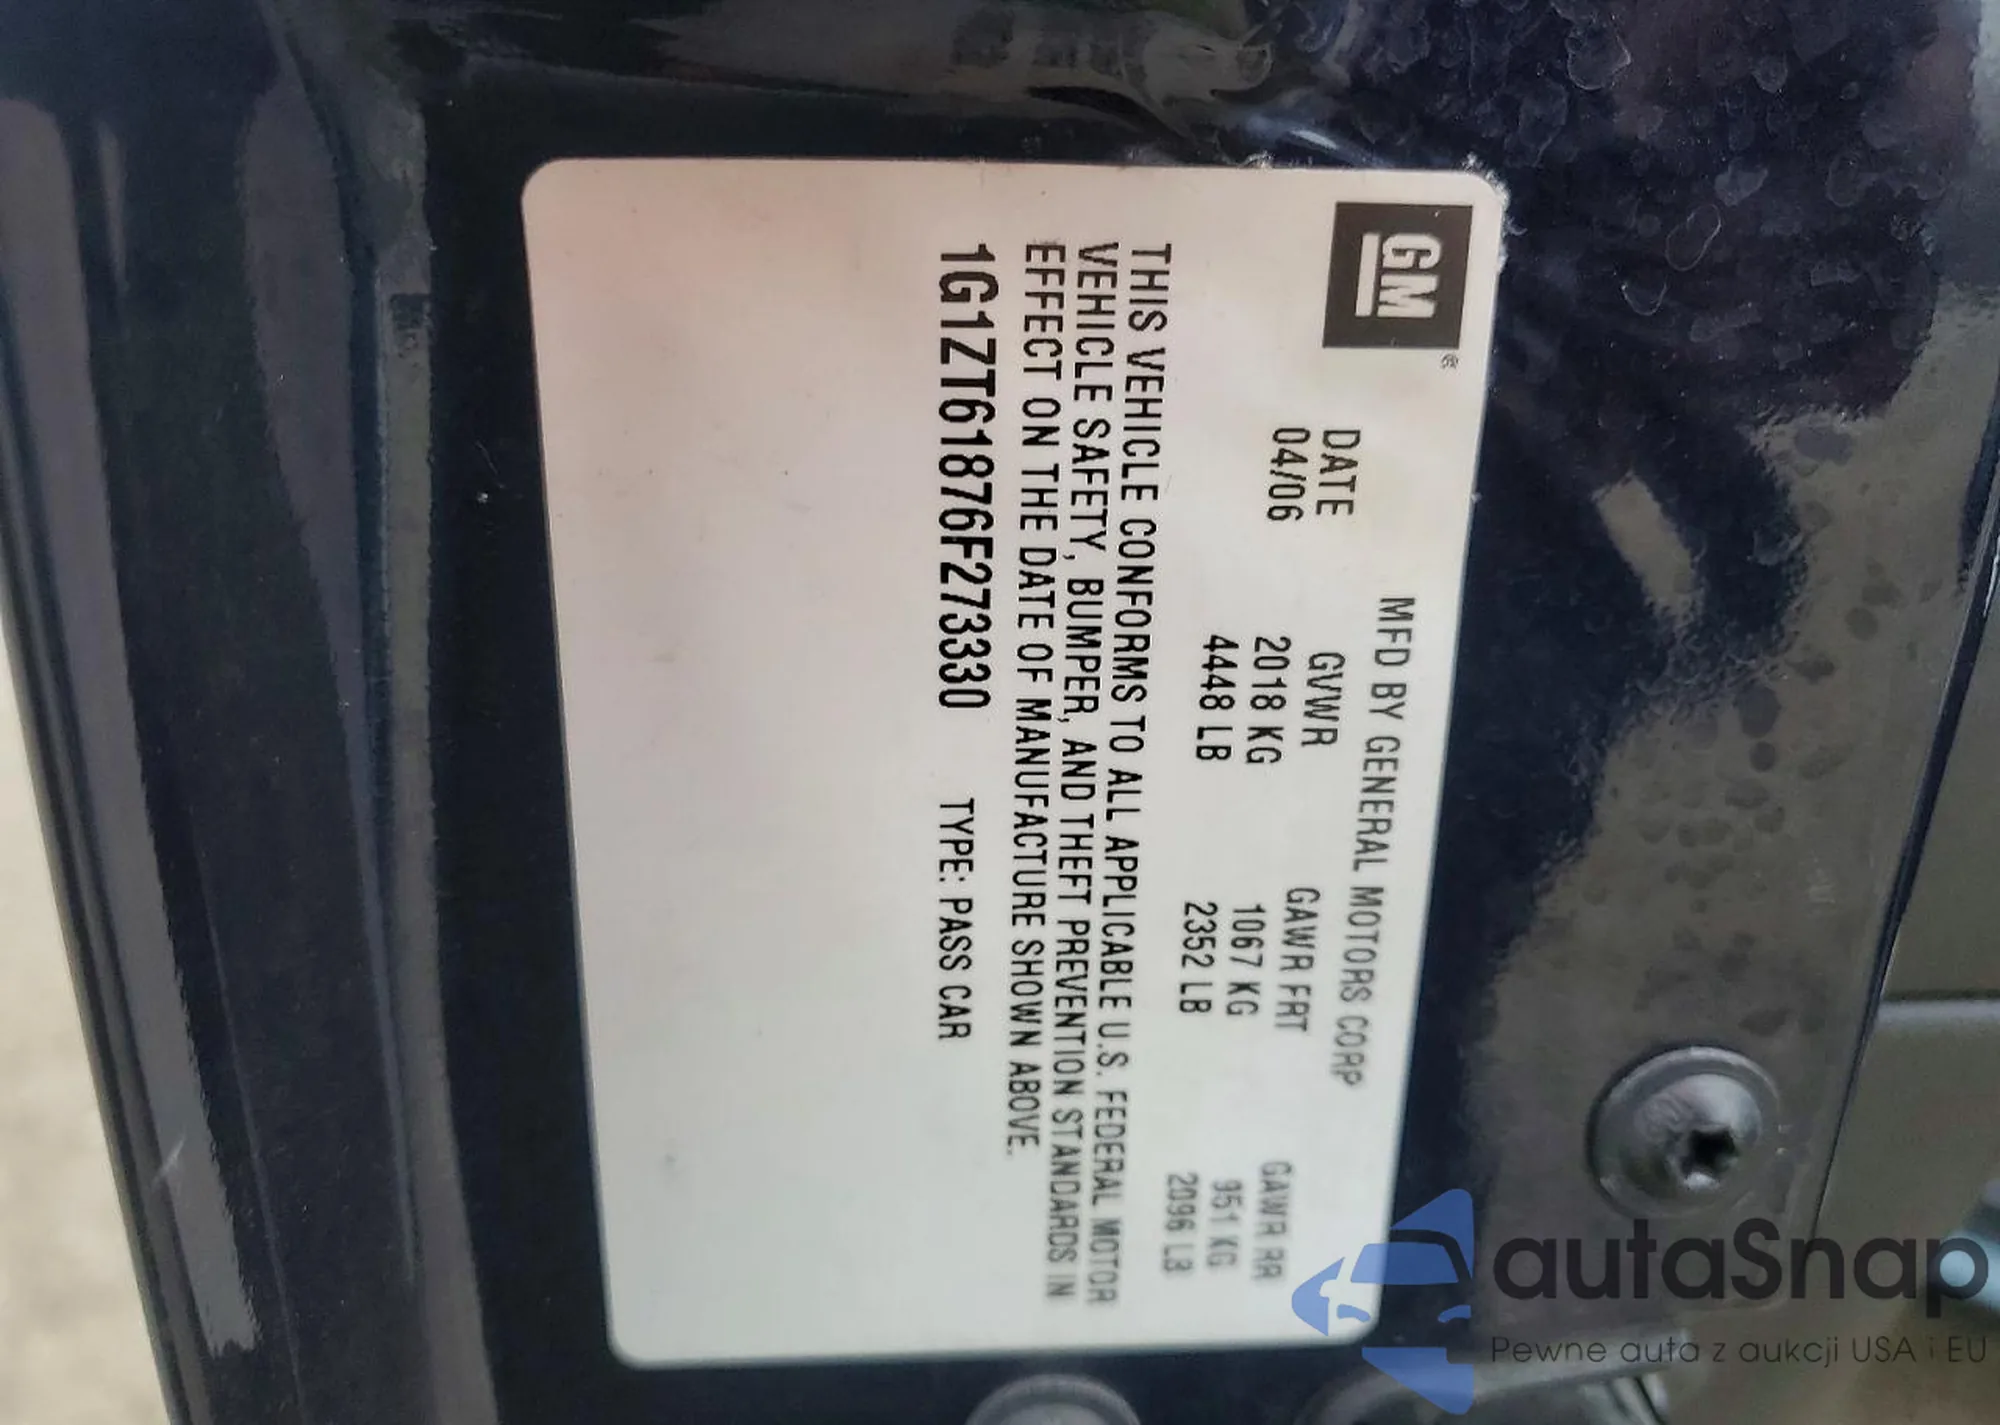 GM®
MFD BY GENERAL MOTORS CORP
DATE GVWR GAWR FRT GAWR RR
04/06 2018 KG 1067 KG 951 KG
4448 LB 2352 LB 2096 LB
THIS VEHICLE CONFORMS TO ALL APPLICABLE U.S. FEDERAL MOTOR
VEHICLE SAFETY, BUMPER, AND THEFT PREVENTION STANDARDS IN
EFFECT ON THE DATE OF MANUFACTURE SHOWN ABOVE.
1G1ZT61876F273330 TYPE: PASS CAR
autaSnap
Pewne auta z aukcji USA i EU